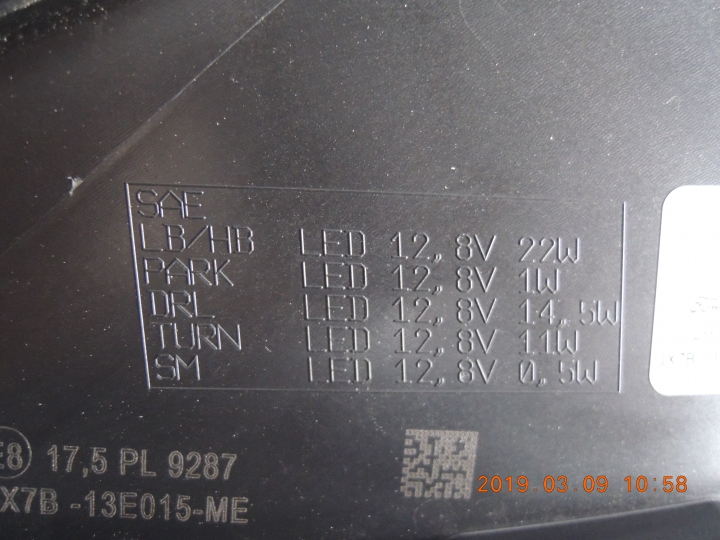 SAE
LB/HB LED 12,8V 22W
PARK LED 12,8V 1W
DRL LED 12,8V 14,5W
TURN LED 12,8V 11W
SM LED 12,8V 0,5W
E8 17,5 PL 9287
X7B -13E015-ME
2019.03.09 10:58